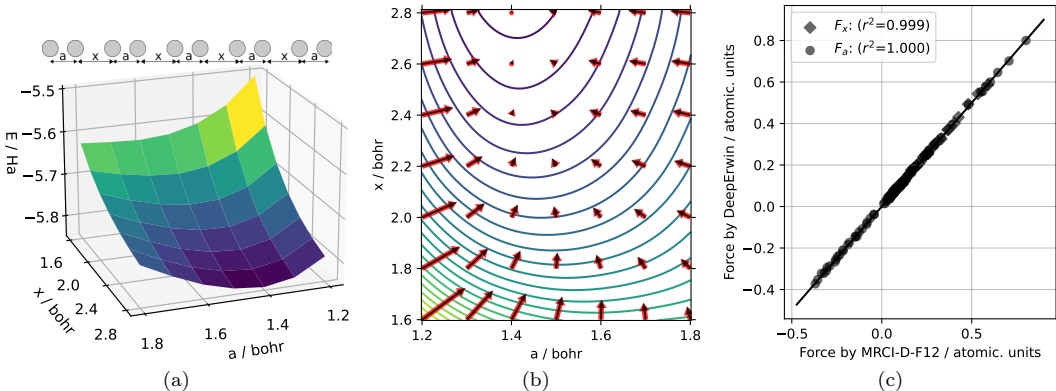 a x a x a x a x a
−5.5
−5.6
−5.7
−5.8
E / Ha
1.6
2.0
2.4
2.8
x / bohr
1.8
1.6
1.4
1.2
a / bohr
(a)
2.8
2.6
2.4
2.2
2.0
1.8
1.6
x / bohr
1.2 1.4 1.6 1.8
a / bohr
(b)
Fx: (r²=0.999)
Fa: (r²=1.000)
0.8
0.6
0.4
0.2
0.0
−0.2
−0.4
Force by DeepErwin / atomic. units
−0.5 0.0 0.5
Force by MRCI-D-F12 / atomic. units
(c)